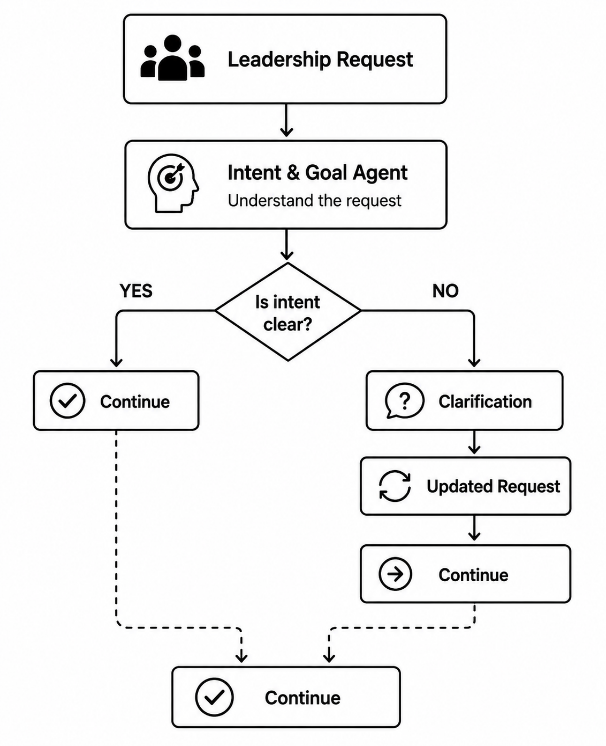 Leadership Request
Intent & Goal Agent
Understand the request
Is intent
clear?
YES
NO
Continue
Clarification
?
Updated Request
Continue
Continue